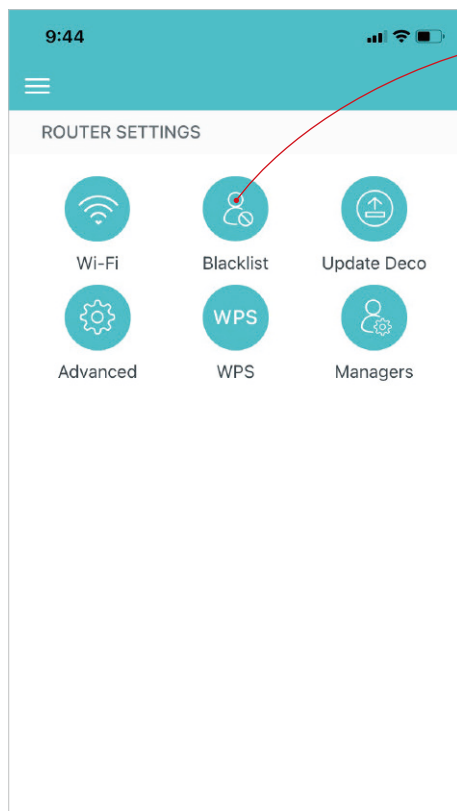 9:44
ROUTER SETTINGS
Wi-Fi
Blacklist
Update Deco
WPS
Advanced
WPS
Managers